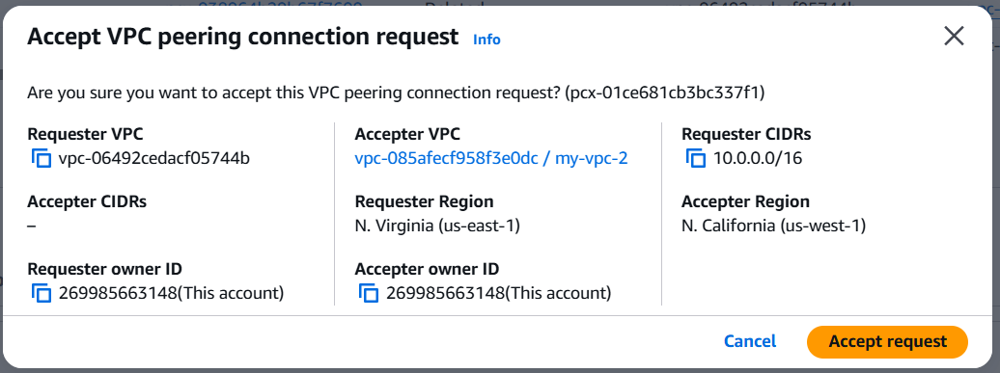 Accept VPC peering connection request Info
Are you sure you want to accept this VPC peering connection request? (pcx-01ce681cb3bc337f1)
Requester VPC
vpc-06492cedacf05744b
Accepter VPC
vpc-085afecf958f3e0dc / my-vpc-2
Requester CIDRs
10.0.0.0/16
Accepter CIDRs
–
Requester Region
N. Virginia (us-east-1)
Accepter Region
N. California (us-west-1)
Requester owner ID
269985663148(This account)
Accepter owner ID
269985663148(This account)
Cancel
Accept request